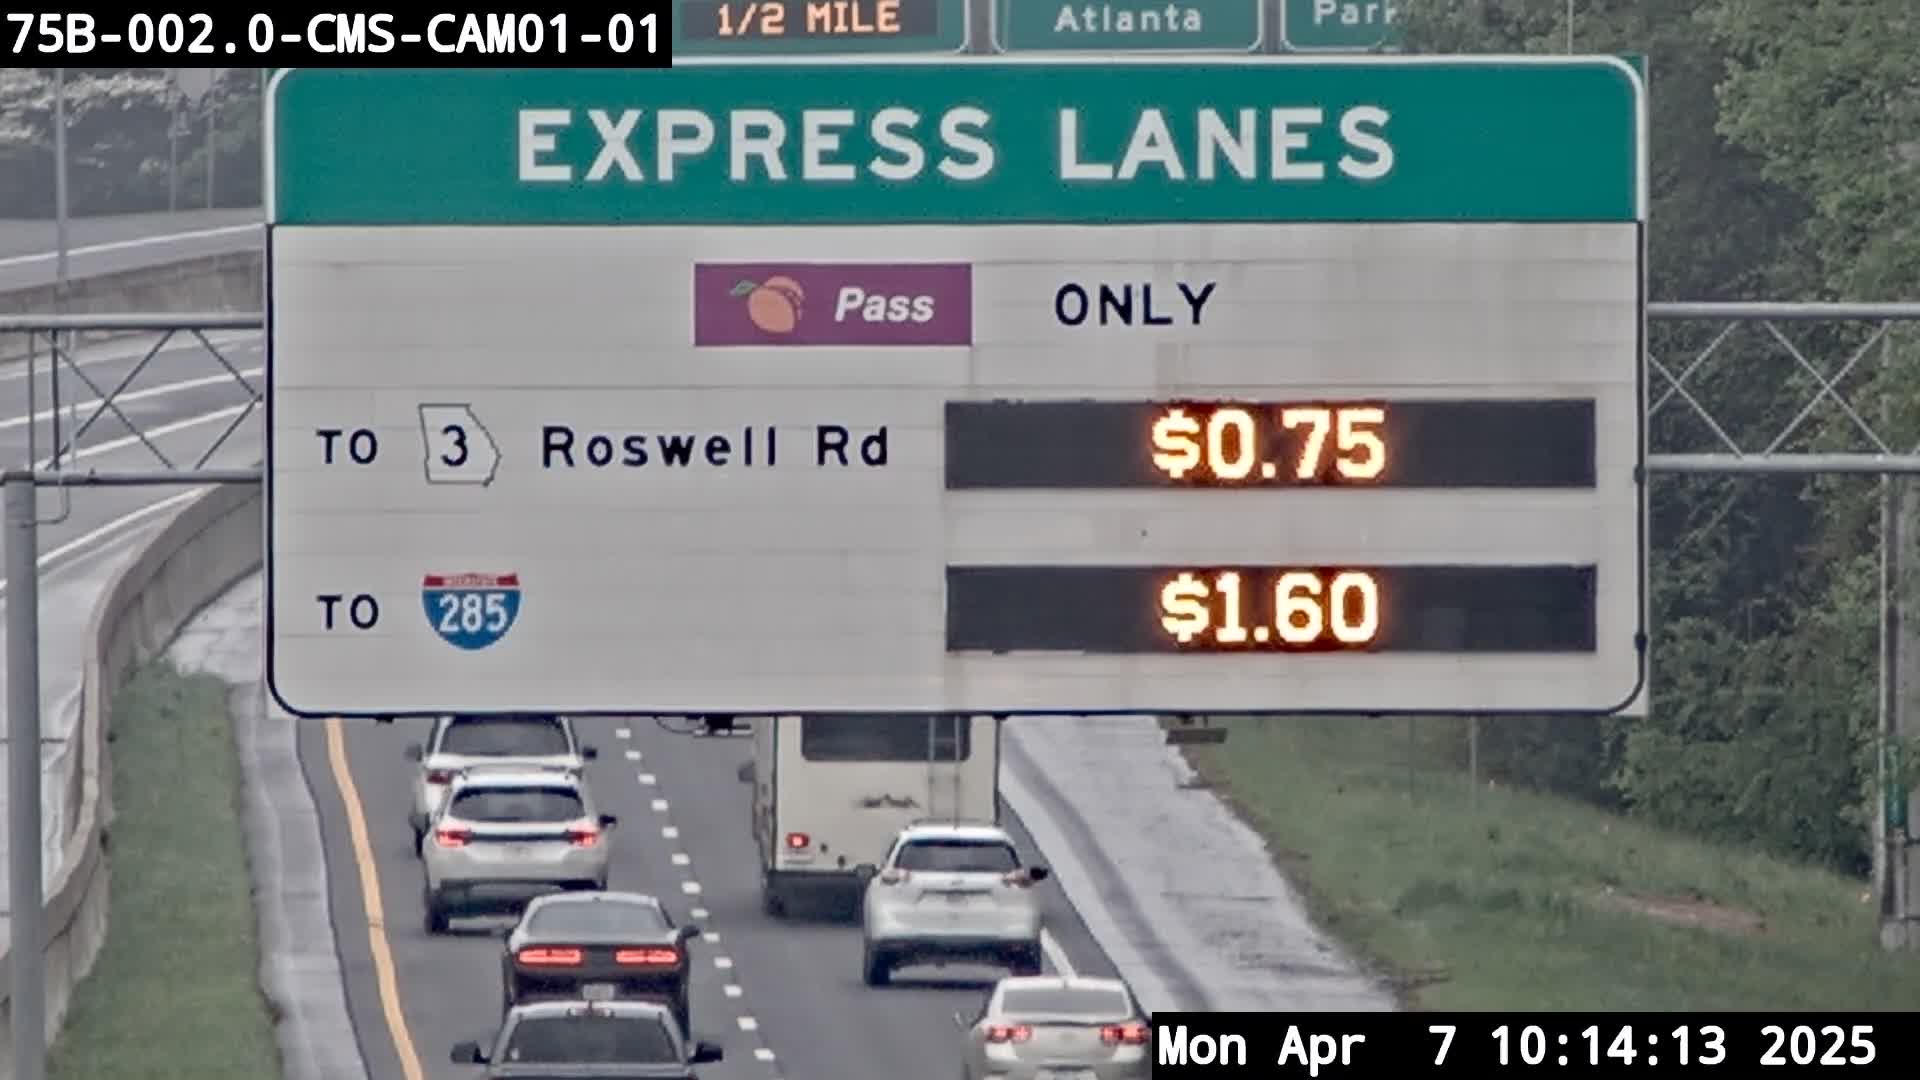 75B-002.0-CMS-CAM01-01
1/2 MILE
Atlanta
EXPRESS LANES
Pass ONLY
TO 3 Roswell Rd $0.75
TO 285 $1.60
Mon Apr 7 10:14:13 2025